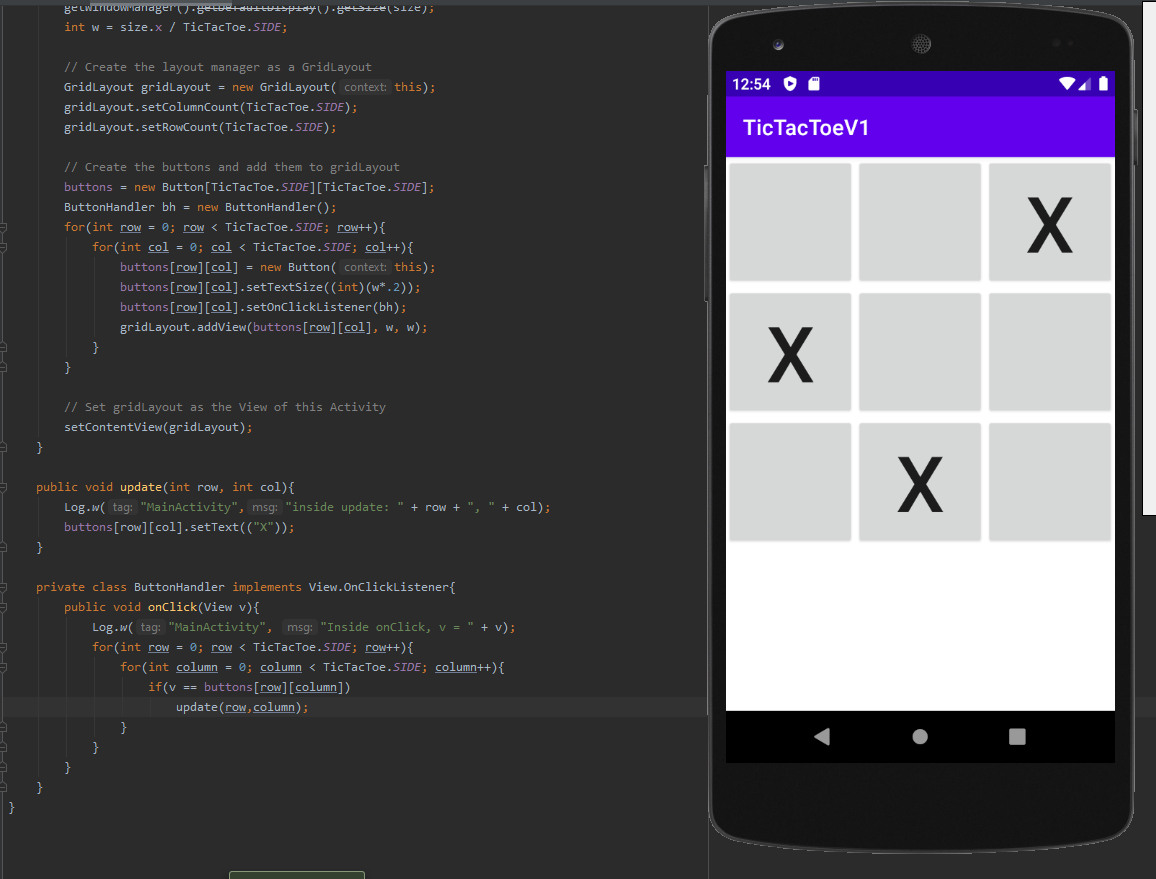 getWindowManager().getDefaultDisplay().getSize(size);
int w = size.x / TicTacToe.SIDE;
// Create the layout manager as a GridLayout
GridLayout gridLayout = new GridLayout( context: this);
gridLayout.setColumnCount(TicTacToe.SIDE);
gridLayout.setRowCount(TicTacToe.SIDE);
// Create the buttons and add them to gridLayout
buttons = new Button[TicTacToe.SIDE][TicTacToe.SIDE];
ButtonHandler bh = new ButtonHandler();
for(int row = 0; row < TicTacToe.SIDE; row++){
for(int col = 0; col < TicTacToe.SIDE; col++){
buttons[row][col] = new Button( context: this);
buttons[row][col].setTextSize((int)(w*.2));
buttons[row][col].setOnClickListener(bh);
gridLayout.addView(buttons[row][col], w, w);
}
}
// Set gridLayout as the View of this Activity
setContentView(gridLayout);
}
public void update(int row, int col){
Log.w( tag: "MainActivity", msg: "inside update: " + row + ", " + col);
buttons[row][col].setText(("X"));
}
private class ButtonHandler implements View.OnClickListener{
public void onClick(View v){
Log.w( tag: "MainActivity", msg: "Inside onClick, v = " + v);
for(int row = 0; row < TicTacToe.SIDE; row++){
for(int column = 0; column < TicTacToe.SIDE; column++){
if(v == buttons[row][column])
update(row,column);
}
}
}
}
}
12:54
TicTacToeV1
X
X
X